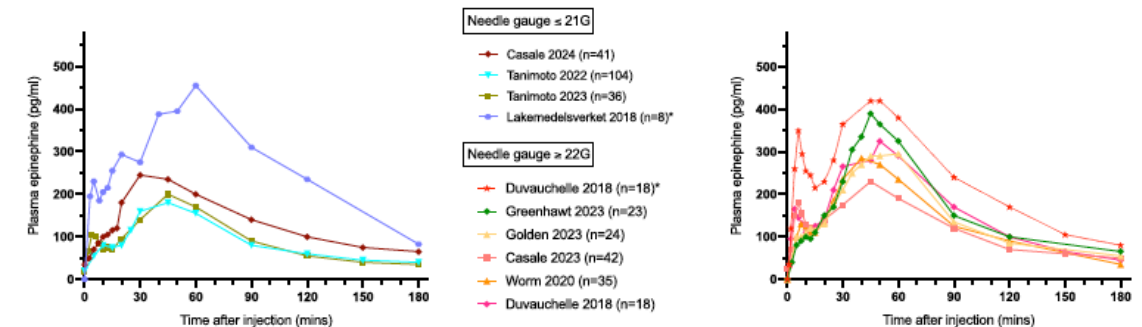 Plasma epinephrine (pg/ml)
500
400
300
200
100
0
0
30
60
90
120
150
180
Time after injection (mins)
Needle gauge ≤ 21G
Casale 2024 (n=41)
Tanimoto 2022 (n=104)
Tanimoto 2023 (n=36)
Lakemedelsverket 2018 (n=8)*
Needle gauge ≥ 22G
Duvauchelle 2018 (n=18)*
Greenhawt 2023 (n=23)
Golden 2023 (n=24)
Casale 2023 (n=42)
Worm 2020 (n=35)
Duvauchelle 2018 (n=18)
Plasma epinephrine (pg/ml)
500
400
300
200
100
0
0
30
60
90
120
150
180
Time after injection (mins)